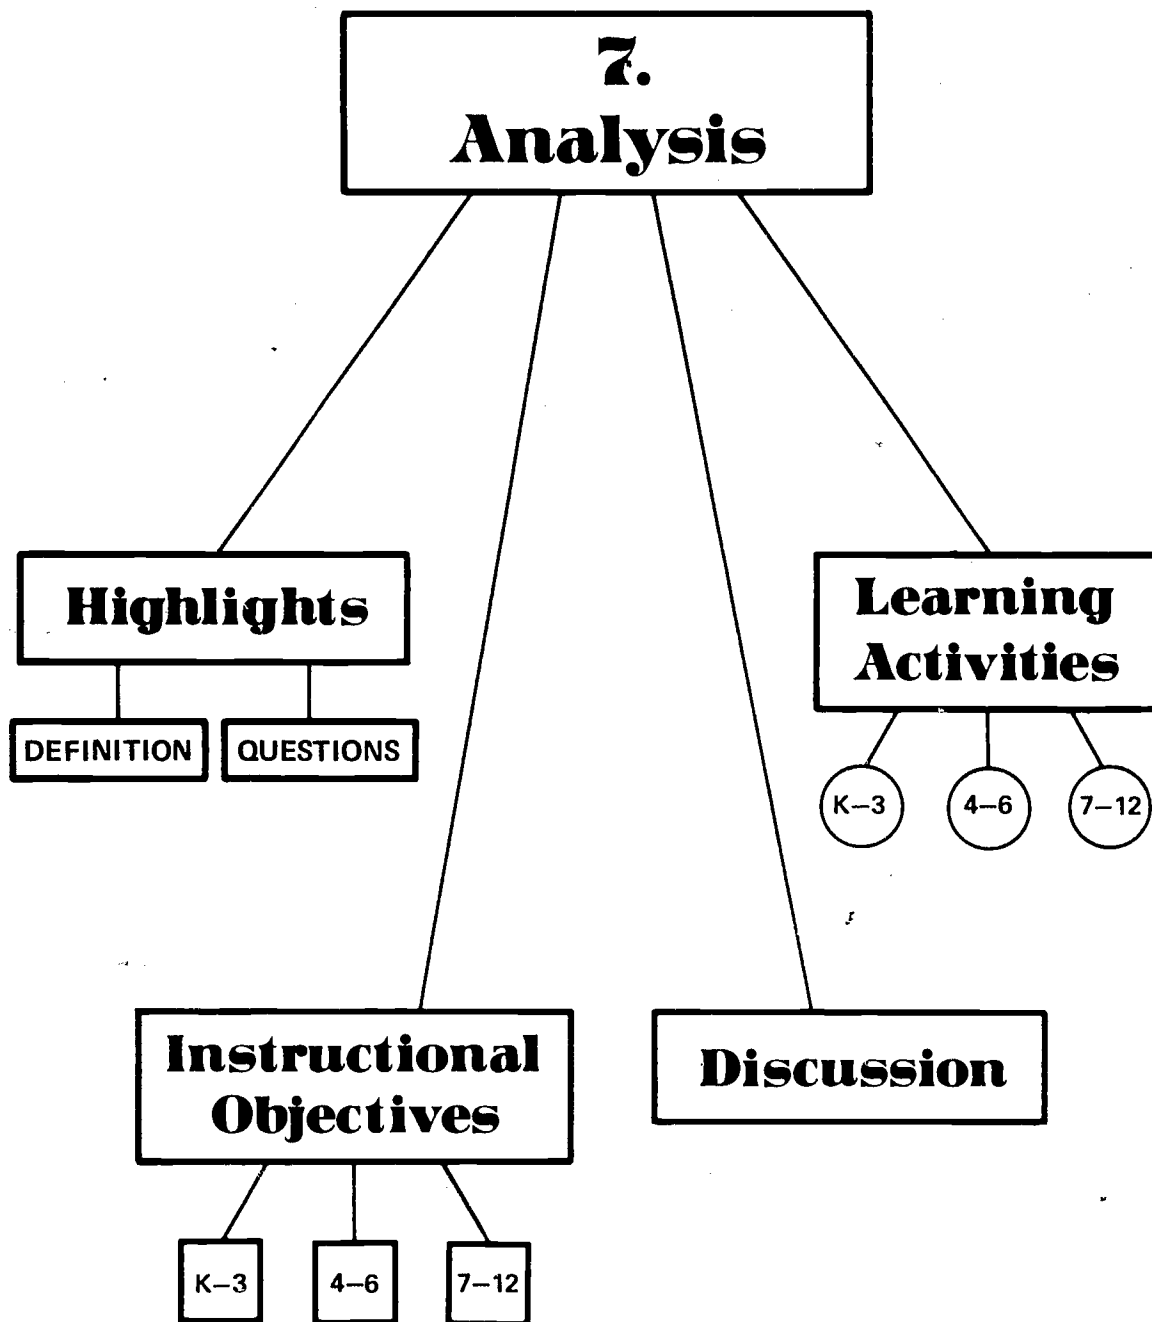 7.
Analysis
Highlights
DEFINITION
QUESTIONS
Learning
Activities
K–3
4–6
7–12
Instructional
Objectives
K–3
4–6
7–12
Discussion